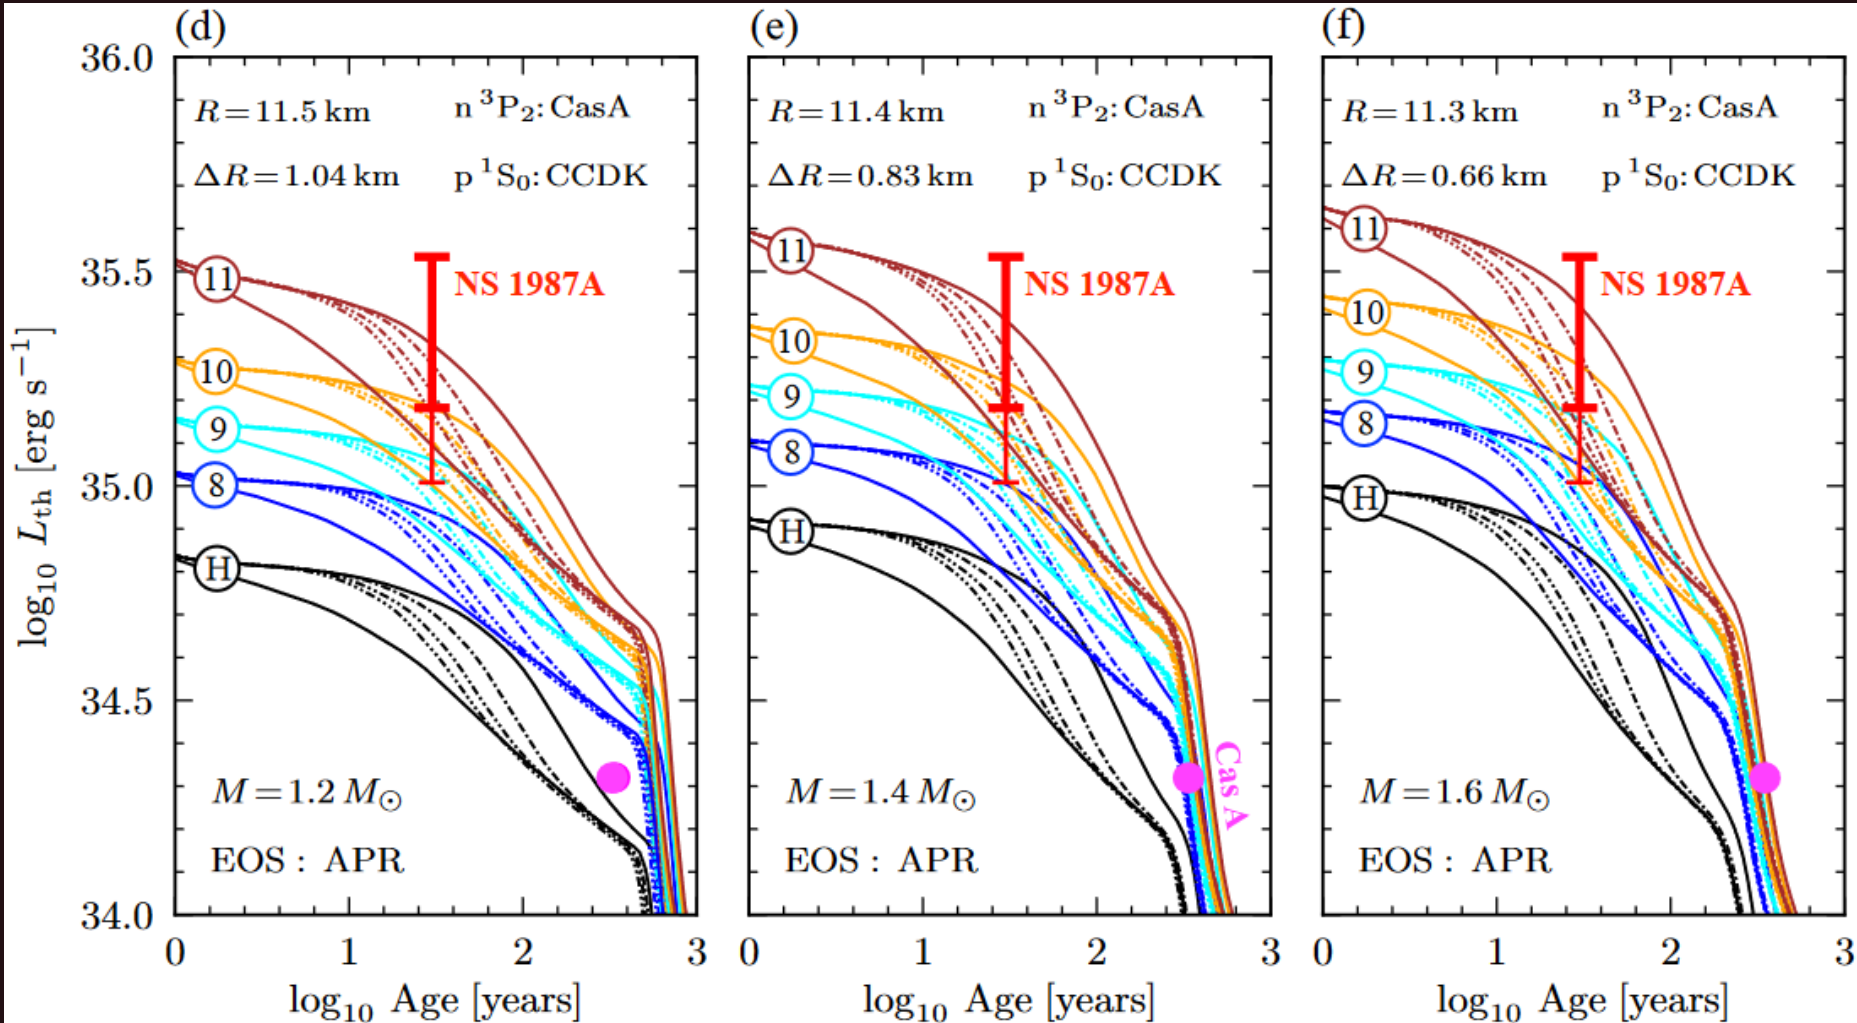 (d)
(e)
(f)
log₁₀ Lₜₕ [erg s⁻¹]
36.0
35.5
35.0
34.5
34.0
R=11.5 km
n ³P₂: CasA
ΔR=1.04 km
p ¹S₀: CCDK
11
10
9
8
H
NS 1987A
M=1.2 M☉
EOS : APR
0 1 2 3
log₁₀ Age [years]
R=11.4 km
n ³P₂: CasA
ΔR=0.83 km
p ¹S₀: CCDK
11
10
9
8
H
NS 1987A
Cas A
M=1.4 M☉
EOS : APR
0 1 2 3
log₁₀ Age [years]
R=11.3 km
n ³P₂: CasA
ΔR=0.66 km
p ¹S₀: CCDK
11
10
9
8
H
NS 1987A
M=1.6 M☉
EOS : APR
0 1 2 3
log₁₀ Age [years]